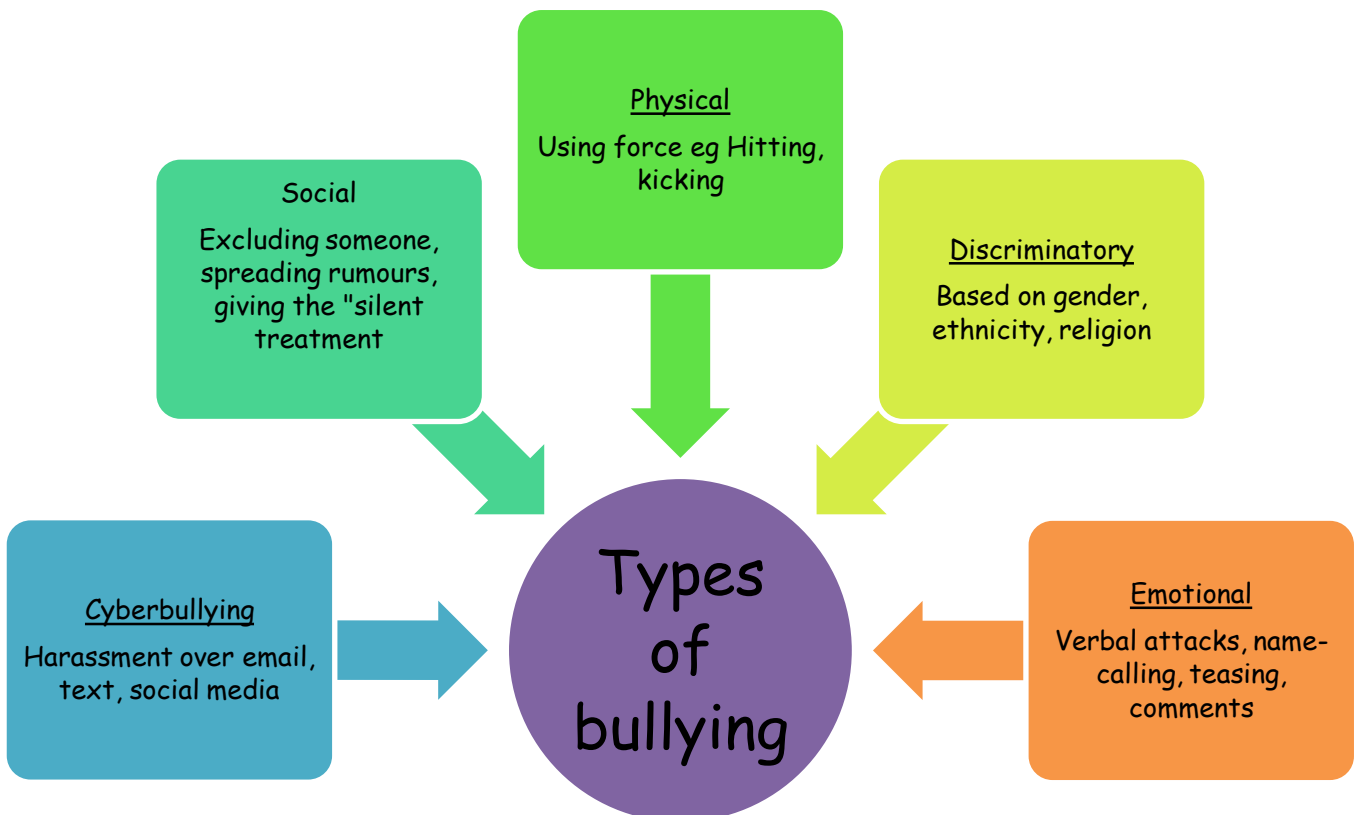 Physical
Using force eg Hitting,
kicking
Social
Excluding someone,
spreading rumours,
giving the "silent
treatment
Discriminatory
Based on gender,
ethnicity, religion
Cyberbullying
Harassment over email,
text, social media
Types
of
bullying
Emotional
Verbal attacks, name-
calling, teasing,
comments